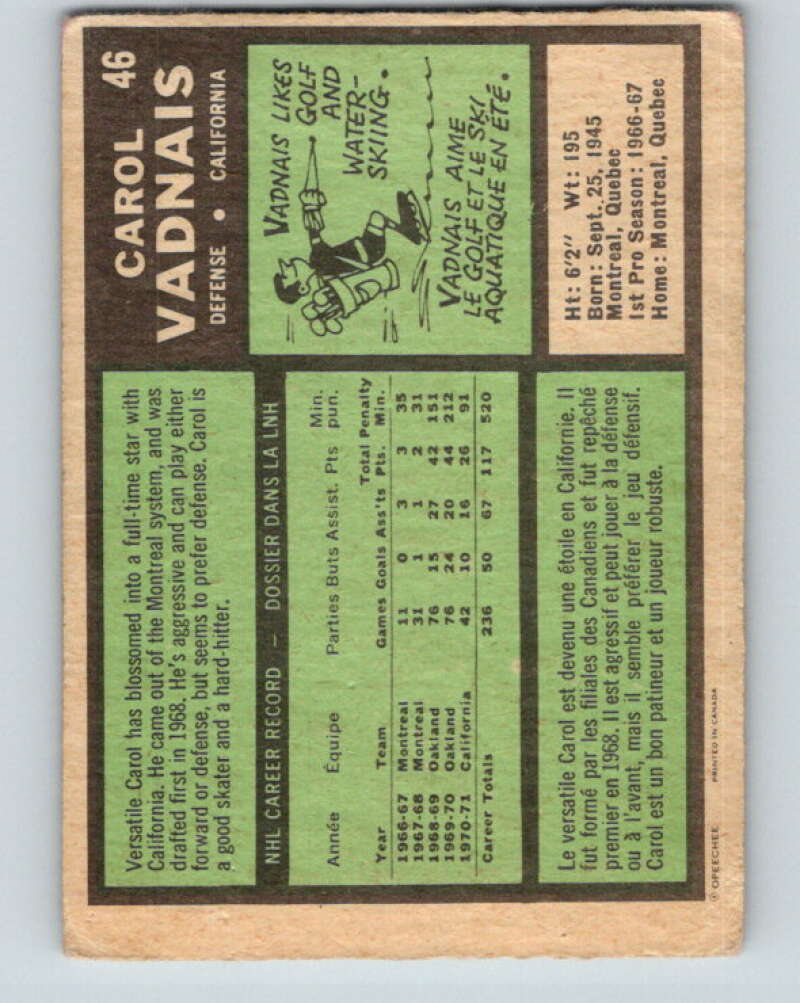 CAROL 46
VADNAIS
DEFENSE • CALIFORNIA
Versatile Carol has blossomed into a full-time star with
California. He came out of the Montreal system, and was
drafted first in 1968. He's aggressive and can play either
forward or defense, but seems to prefer defense. Carol is
a good skater and a hard-hitter.
VADNAIS LIKES
GOLF
AND
WATER-
SKIING.
VADNAIS AIME
LE GOLF ET LE SKI
AQUATIQUE EN ÉTÉ.
NHL CAREER RECORD — DOSSIER DANS LA LNH
Min.
Année Équipe Parties Buts Assist. Pts pun.
Total Penalty
Year Team Games Goals Ass'ts Pts. Min.
1966-67 Montreal 11 0 3 3 35
1967-68 Montreal 31 1 1 2 31
1968-69 Oakland 76 15 27 42 151
1969-70 Oakland 76 24 20 44 212
1970-71 California 42 10 16 26 91
Career Totals 236 50 67 117 520
Ht: 6'2" Wt: 195
Born: Sept. 25, 1945
Montreal, Quebec
1st Pro Season: 1966-67
Home: Montreal, Quebec
Le versatile Carol est devenu une étoile en Californie. Il
fut formé par les filiales des Canadiens et fut repêché
premier en 1968. Il est agressif et peut jouer à la défense
ou à l'avant, mais il semble préférer le jeu défensif.
Carol est un bon patineur et un joueur robuste.
© OPEECHEE PRINTED IN CANADA